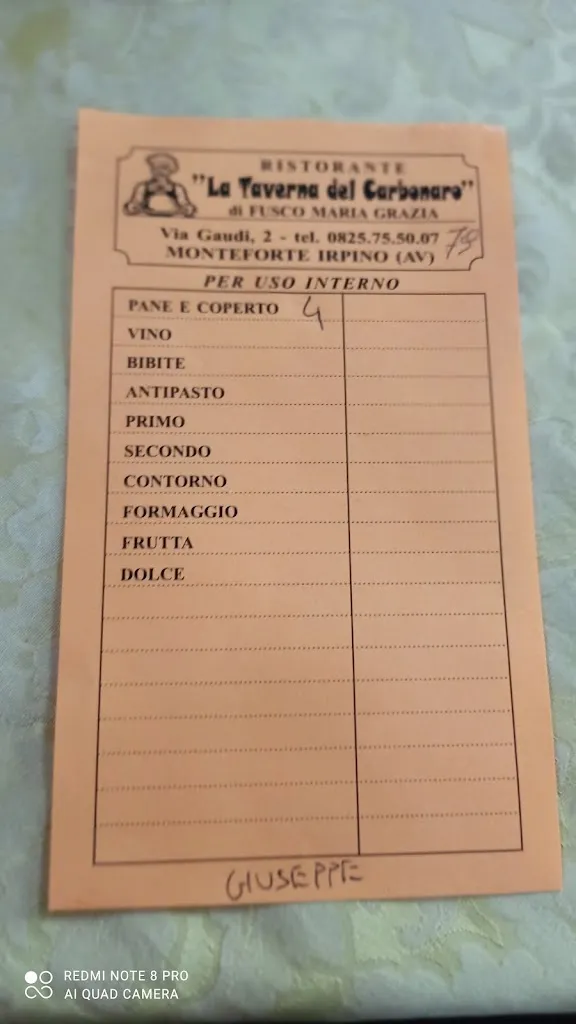 RISTORANTE
"La Taverna del Carbonaro"
di FUSCO MARIA GRAZIA
Via Gaudi, 2 - tel. 0825.75.50.07
MONTEFORTE IRPINO (AV)
PER USO INTERNO
PANE E COPERTO 4
VINO
BIBITE
ANTIPASTO
PRIMO
SECONDO
CONTORNO
FORMAGGIO
FRUTTA
DOLCE
GIUSEPPE
REDMI NOTE 8 PRO
AI QUAD CAMERA